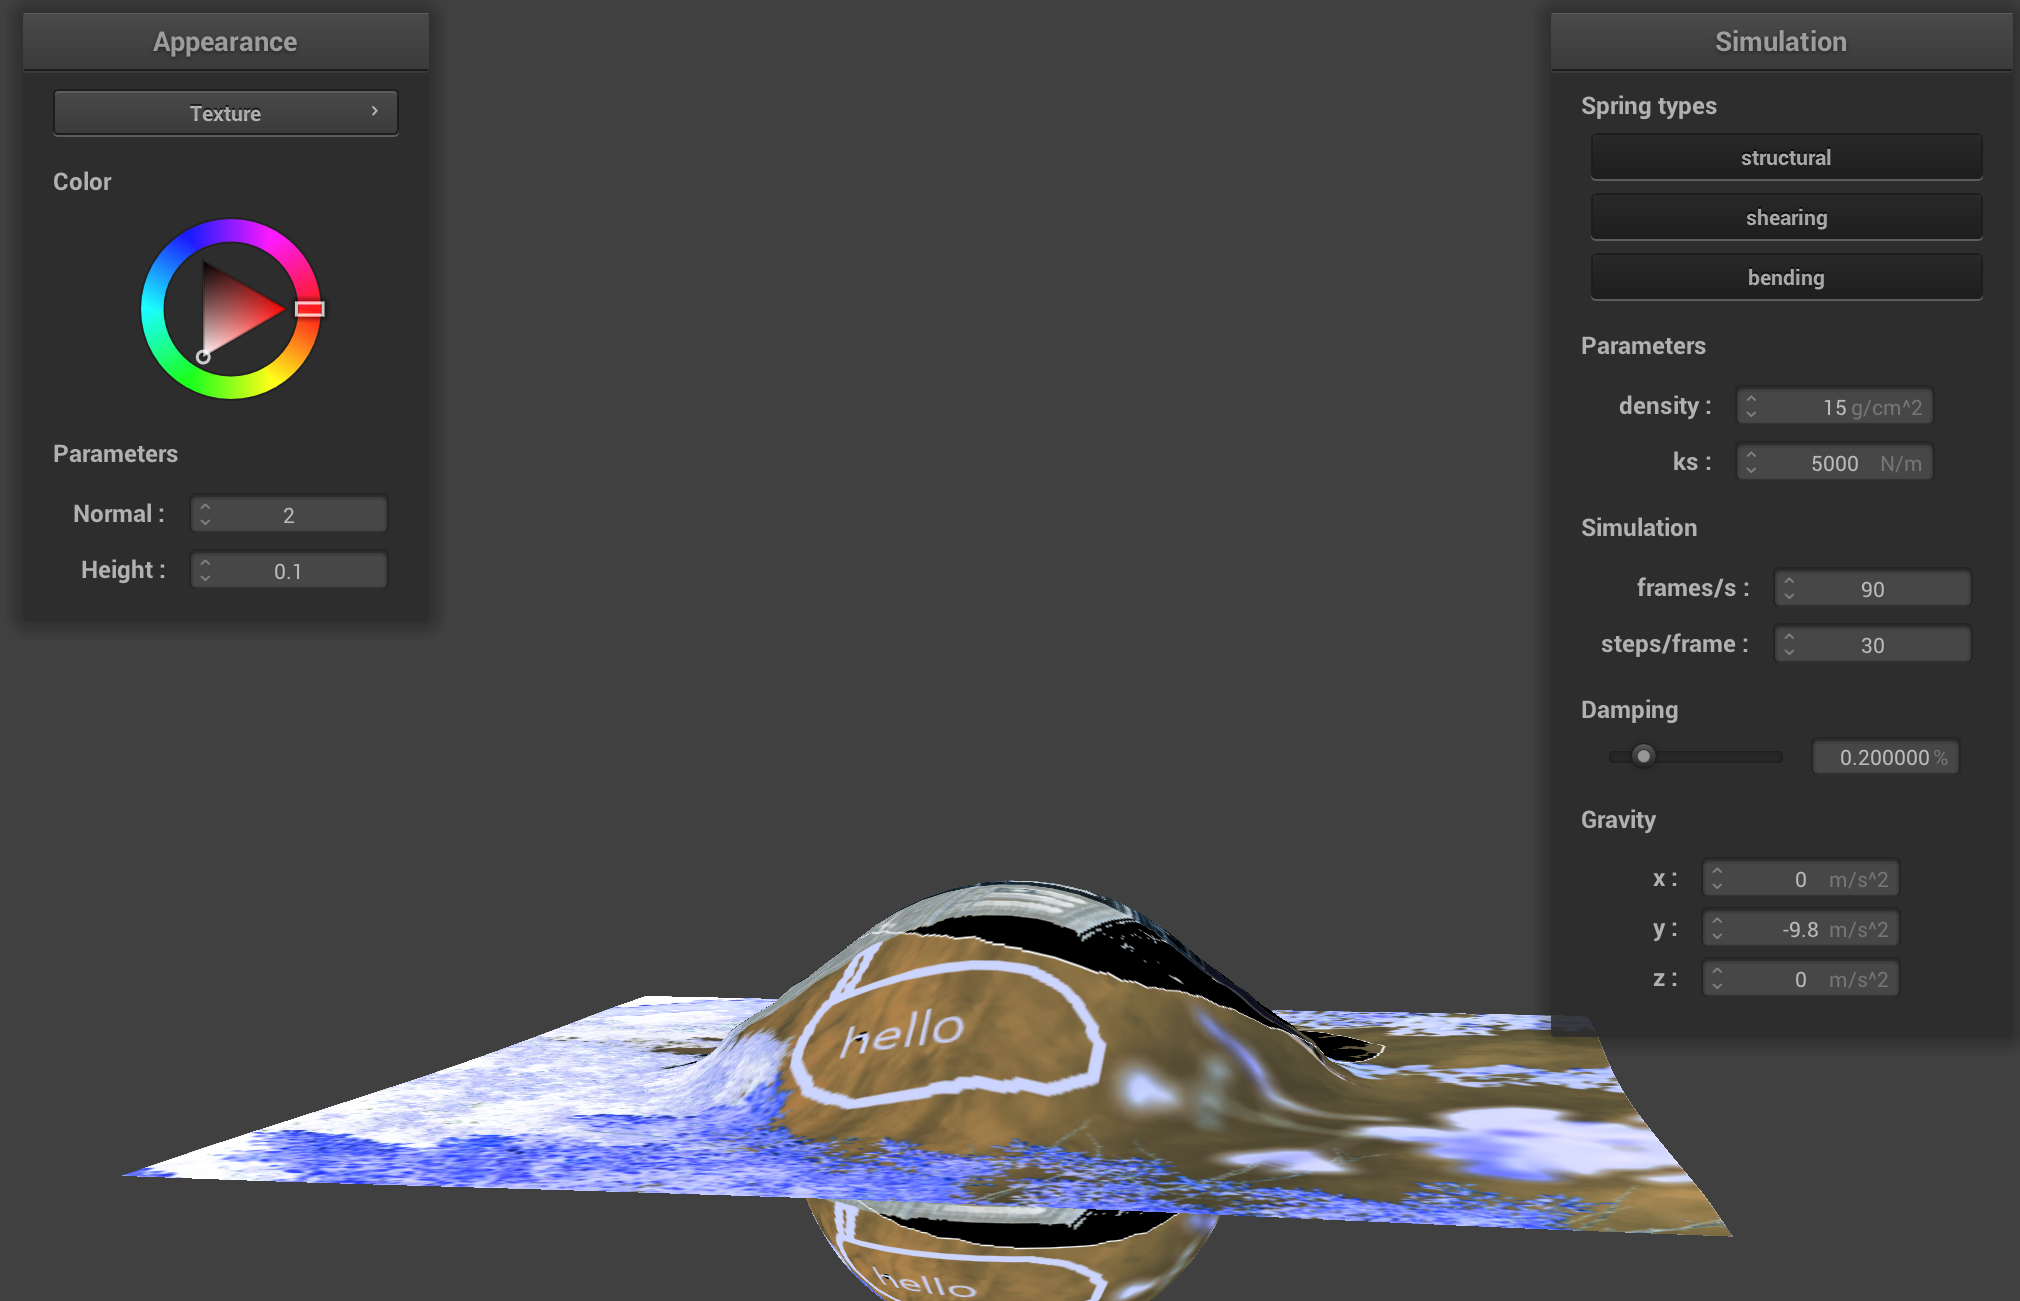 Appearance
Texture
Color
Parameters
Normal : 2
Height : 0.1
Simulation
Spring types
structural
shearing
bending
Parameters
density : 15 g/cm^2
ks : 5000 N/m
Simulation
frames/s : 90
steps/frame : 30
Damping
0.200000 %
Gravity
x : 0 m/s^2
y : -9.8 m/s^2
z : 0 m/s^2
hello
hello